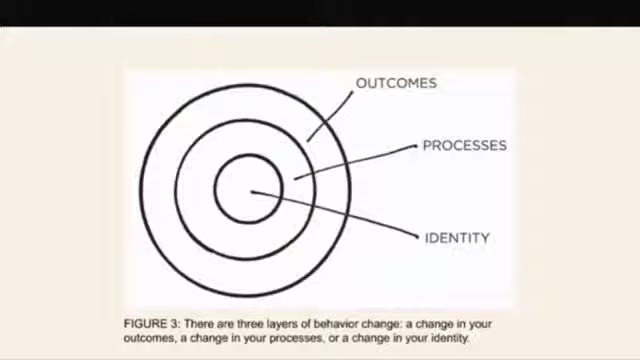 OUTCOMES
PROCESSES
IDENTITY
FIGURE 3: There are three layers of behavior change: a change in your
outcomes, a change in your processes, or a change in your identity.